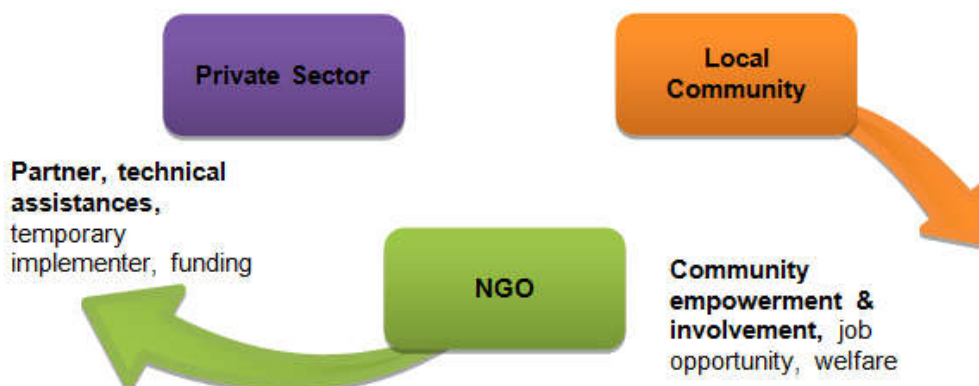 Private Sector
Local
Community
Partner, technical
assistances,
temporary
implementer, funding
NGO
Community
empowerment &
involvement, job
opportunity, welfare